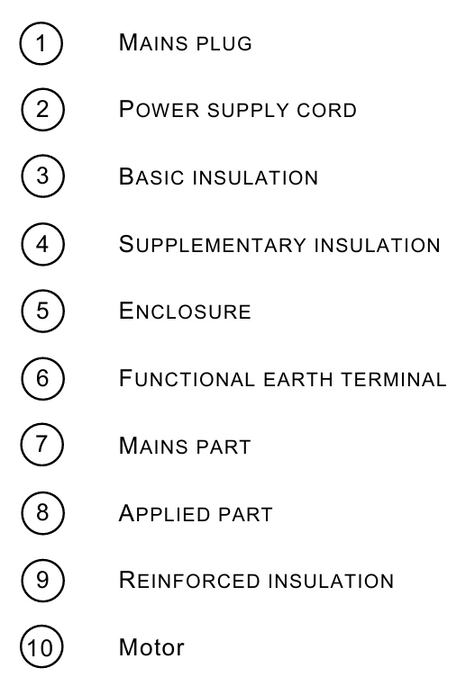 1 MAINS PLUG
2 POWER SUPPLY CORD
3 BASIC INSULATION
4 SUPPLEMENTARY INSULATION
5 ENCLOSURE
6 FUNCTIONAL EARTH TERMINAL
7 MAINS PART
8 APPLIED PART
9 REINFORCED INSULATION
10 Motor